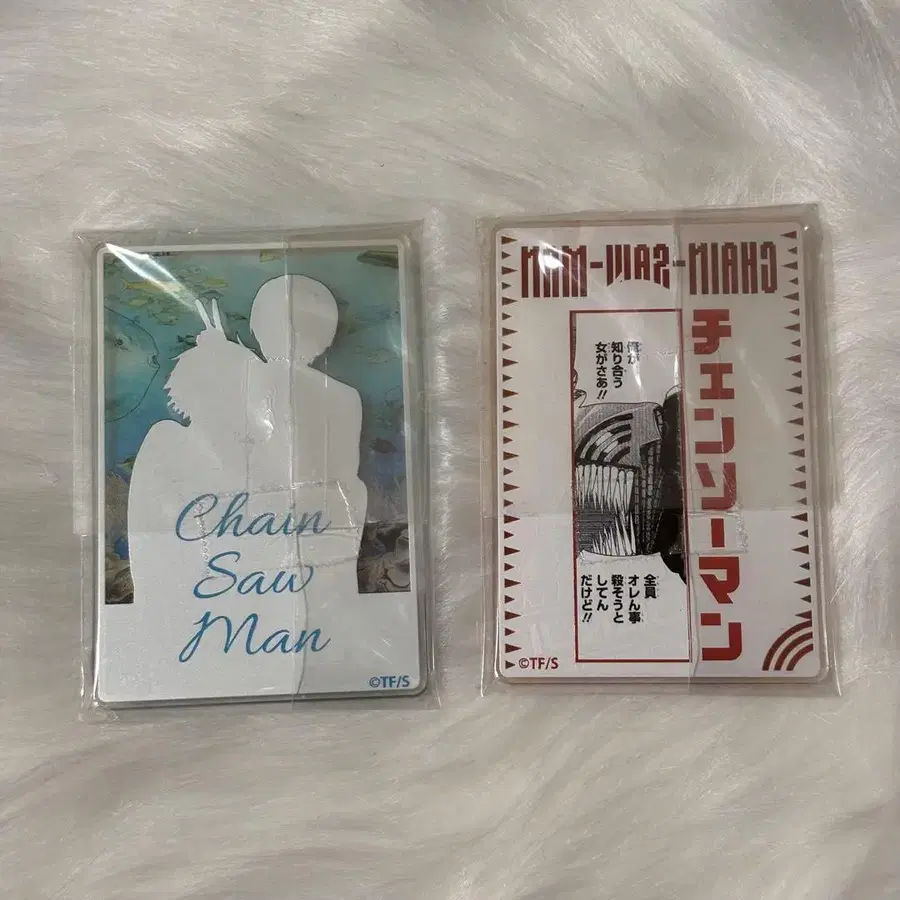 Chain
Saw
Man
©TF/S
CHAIN-SAW-MAN
チェンソーマン
俺が
知り合う
女がさあ!!
全員
オレん事
殺そうと
してん
だけど!!
©TF/S